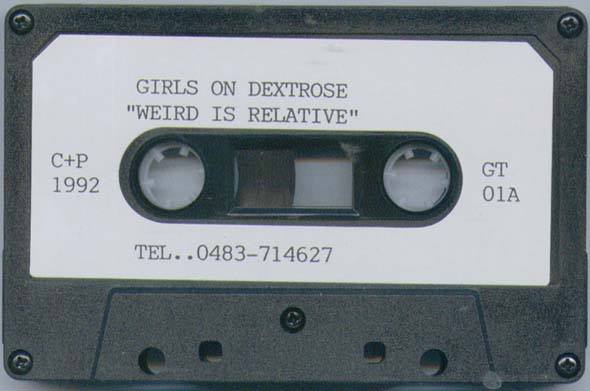 GIRLS ON DEXTROSE
"WEIRD IS RELATIVE"
C+P
1992
GT
01A
TEL..0483-714627